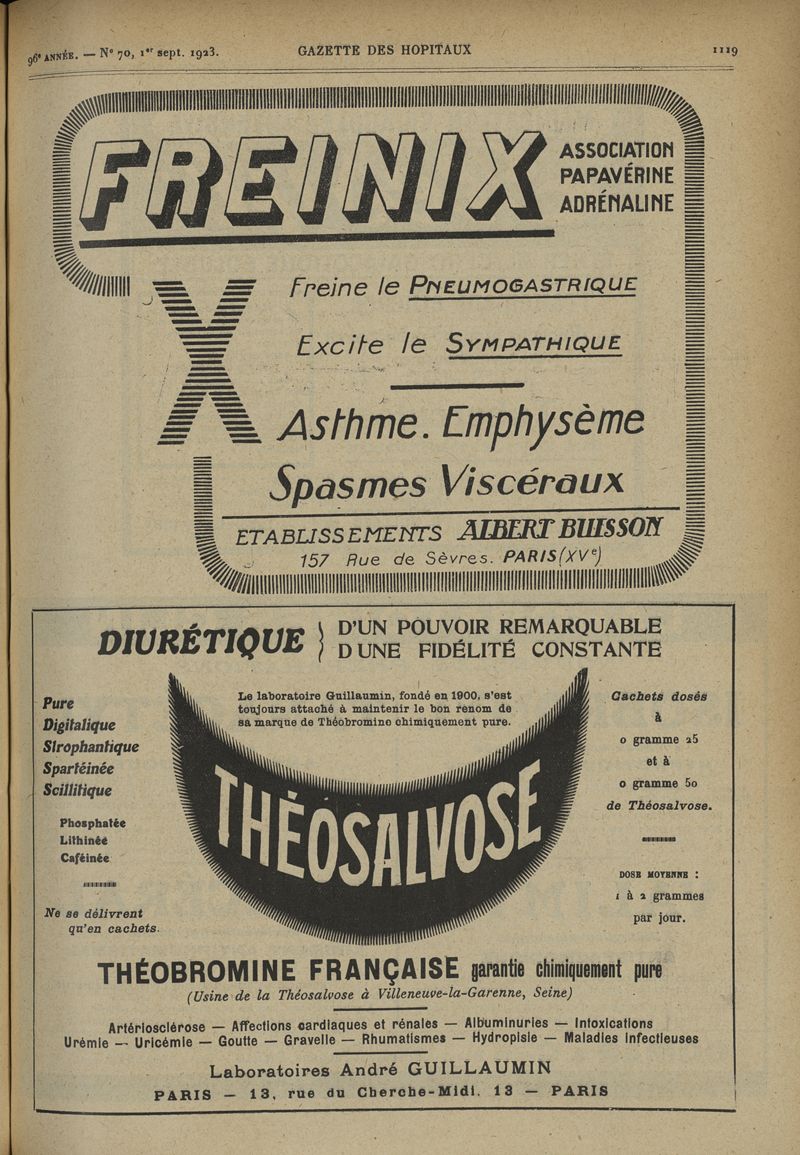 96e ANNÉE. — No 70, 1er sept. 1923. GAZETTE DES HOPITAUX 1119
FREINIX
ASSOCIATION
PAPAVÉRINE
ADRÉNALINE
X
Freine le PNEUMOGASTRIQUE
Excite le SYMPATHIQUE
Asthme. Emphysème
Spasmes Viscéraux
ETABLISSEMENTS ALBERT BUISSON
157 Rue de Sèvres. PARIS (XVe)
DIURÉTIQUE } D'UN POUVOIR REMARQUABLE
D UNE FIDÉLITÉ CONSTANTE
Le laboratoire Guillaumin, fondé en 1900, s'est
toujours attaché à maintenir le bon renom de
sa marque de Théobromine chimiquement pure.
Pure
Digitalique
Strophantique
Spartéinée
Scillitique
Phosphatée
Lithinée
Caféinée
Ne se délivrent
qu'en cachets.
THÉOSALVOSE
Cachets dosés
à
0 gramme 25
et à
0 gramme 50
de Théosalvose.
DOSE MOYENNE :
1 à 2 grammes
par jour.
THÉOBROMINE FRANÇAISE garantie chimiquement pure
(Usine de la Théosalvose à Villeneuve-la-Garenne, Seine)
Artériosclérose — Affections cardiaques et rénales — Albuminuries — Intoxications
Urémie — Uricémie — Goutte — Gravelle — Rhumatismes — Hydropisie — Maladies infectieuses
Laboratoires André GUILLAUMIN
PARIS — 13, rue du Cherche-Midi, 13 — PARIS